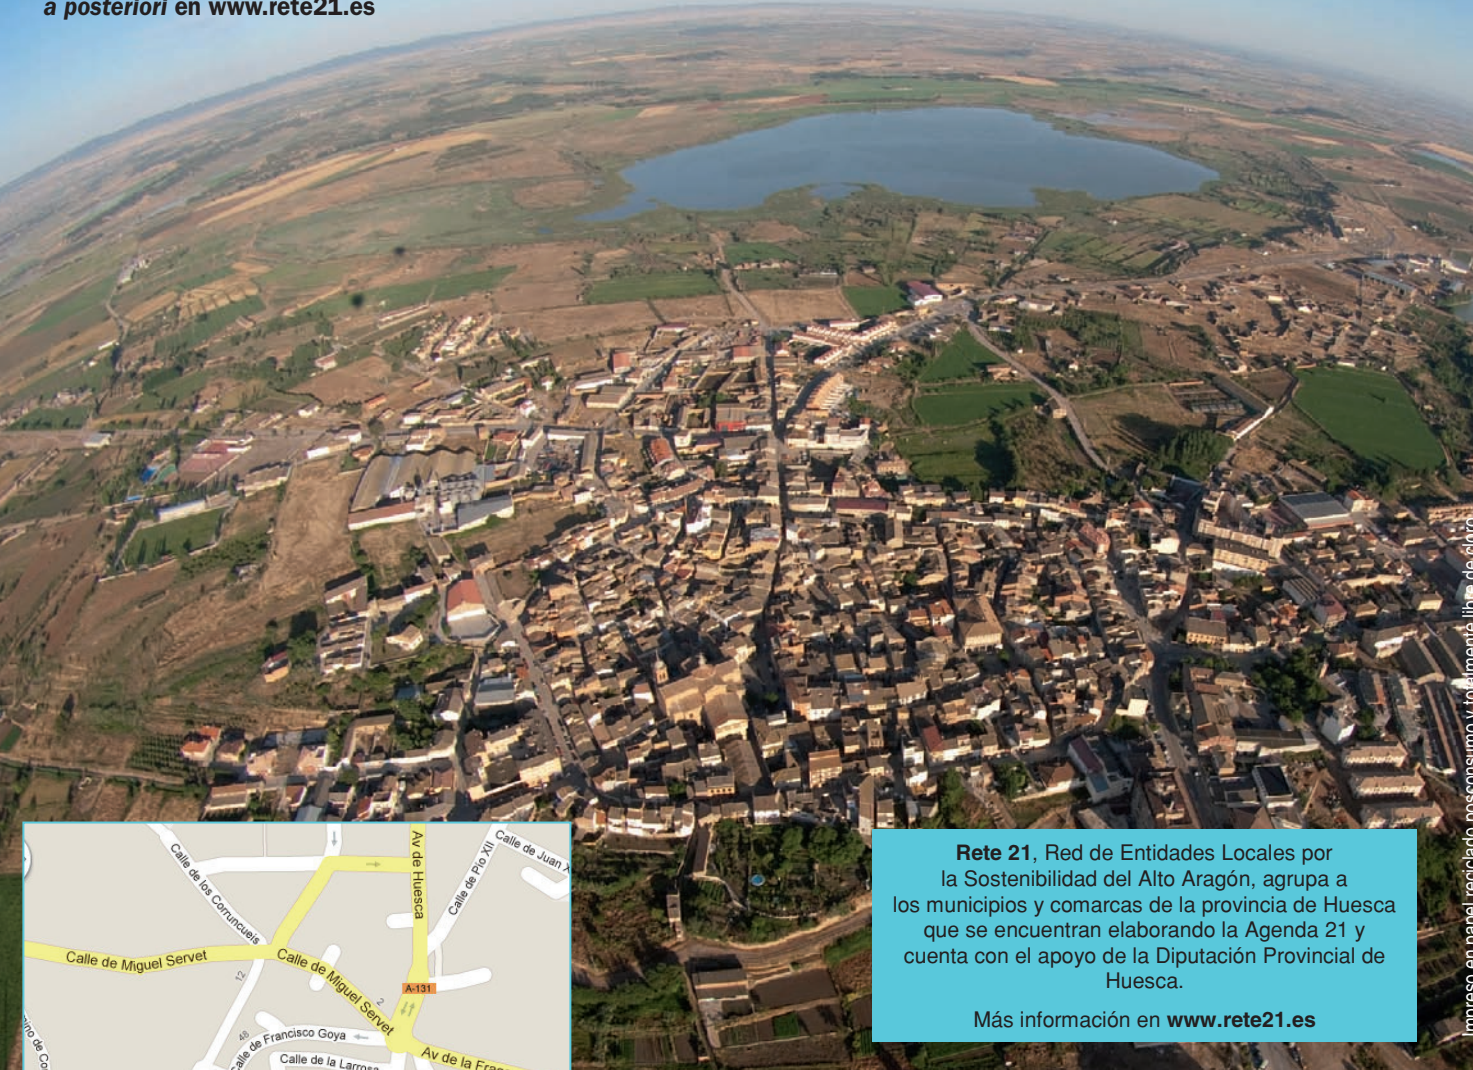 a posteriori en www.rete21.es
Calle de los Corruncueis
Av de Huesca
Calle de Pio XII
Calle de Juan X
Calle de Miguel Servet
Calle de Miguel Servet
12
2
A-131
48
Calle de Francisco Goya
Calle de la Larrosa
Av de la
Rete 21, Red de Entidades Locales por
la Sostenibilidad del Alto Aragón, agrupa a
los municipios y comarcas de la provincia de Huesca
que se encuentran elaborando la Agenda 21 y
cuenta con el apoyo de la Diputación Provincial de
Huesca.
Más información en www.rete21.es
Impreso en papel reciclado posconsumo y totalmente libre de cloro